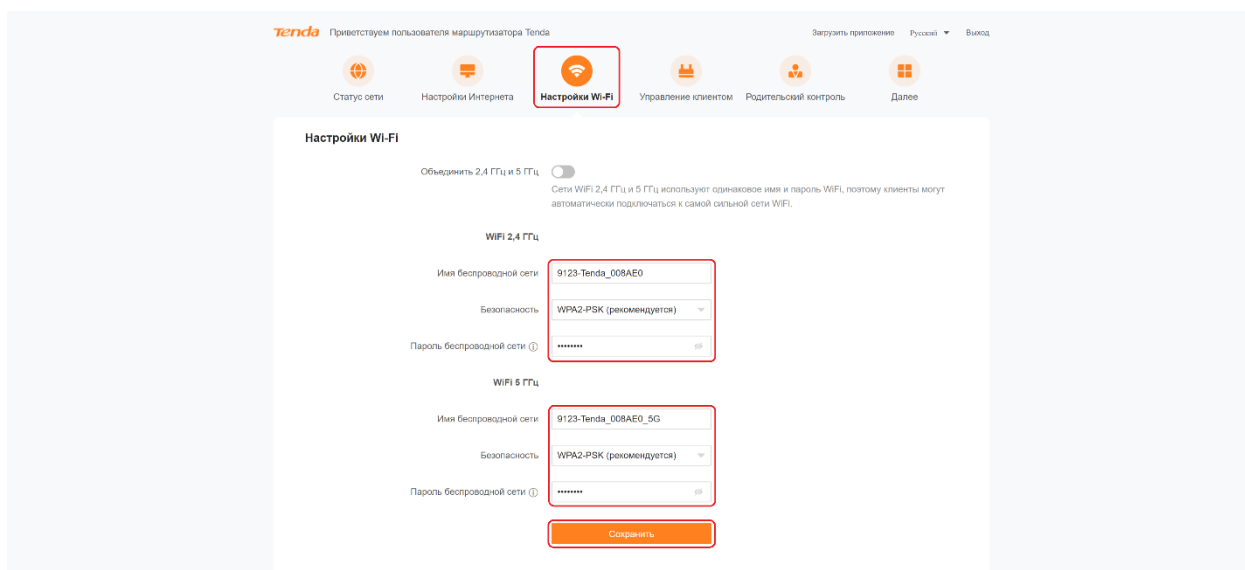 Tenda Приветствуем пользователя маршрутизатора Tenda Загрузить приложение Русский Выход
Статус сети Настройки Интернета Настройки Wi-Fi Управление клиентом Родительский контроль Далее
Настройки Wi-Fi
Объединить 2,4 ГГц и 5 ГГц
Сети WiFi 2,4 ГГц и 5 ГГц используют одинаковое имя и пароль WiFi, поэтому клиенты могут
автоматически подключаться к самой сильной сети WiFi.
WiFi 2,4 ГГц
Имя беспроводной сети 9123-Tenda_008AE0
Безопасность WPA2-PSK (рекомендуется)
Пароль беспроводной сети ••••••••
WiFi 5 ГГц
Имя беспроводной сети 9123-Tenda_008AE0_5G
Безопасность WPA2-PSK (рекомендуется)
Пароль беспроводной сети ••••••••
Сохранить